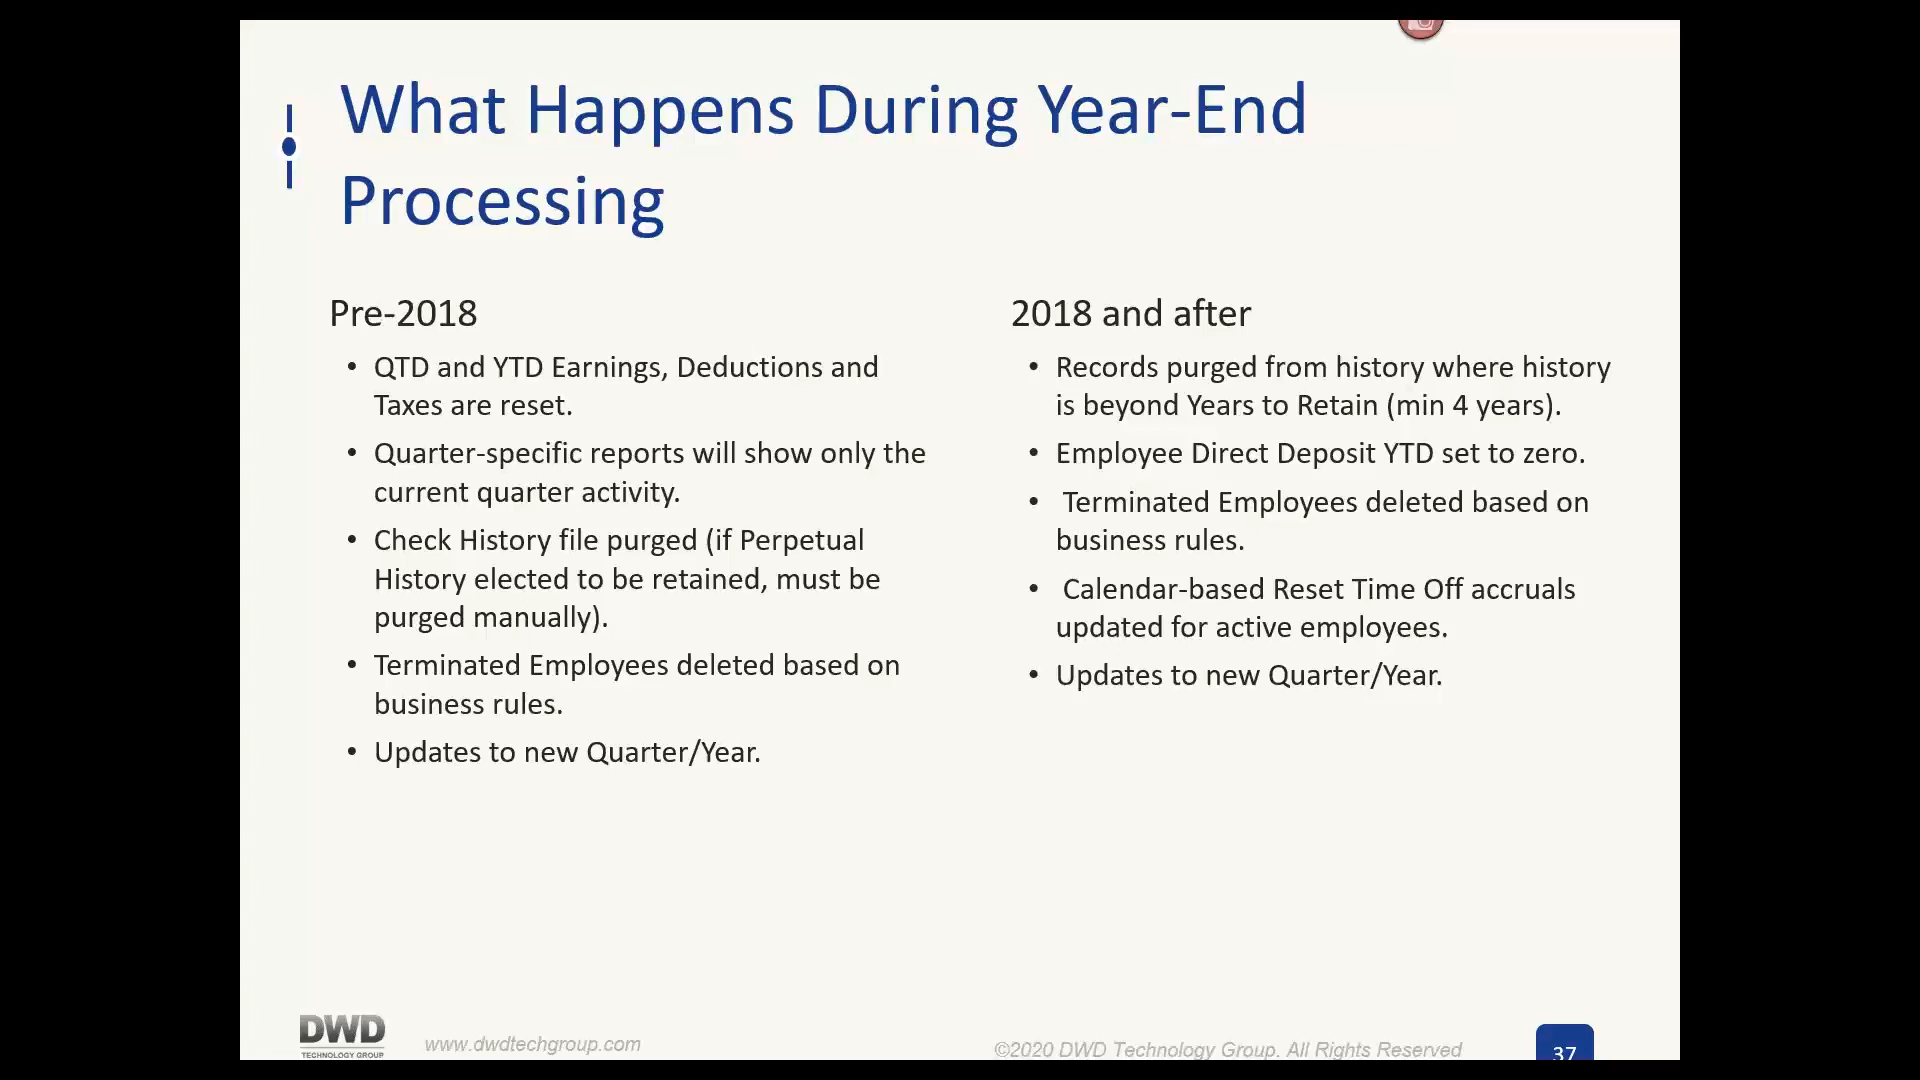 What Happens During Year-End
Processing
Pre-2018
• QTD and YTD Earnings, Deductions and
Taxes are reset.
• Quarter-specific reports will show only the
current quarter activity.
• Check History file purged (if Perpetual
History elected to be retained, must be
purged manually).
• Terminated Employees deleted based on
business rules.
• Updates to new Quarter/Year.
2018 and after
• Records purged from history where history
is beyond Years to Retain (min 4 years).
• Employee Direct Deposit YTD set to zero.
• Terminated Employees deleted based on
business rules.
• Calendar-based Reset Time Off accruals
updated for active employees.
• Updates to new Quarter/Year.
DWD
TECHNOLOGY GROUP
www.dwdtechgroup.com
©2020 DWD Technology Group. All Rights Reserved
37